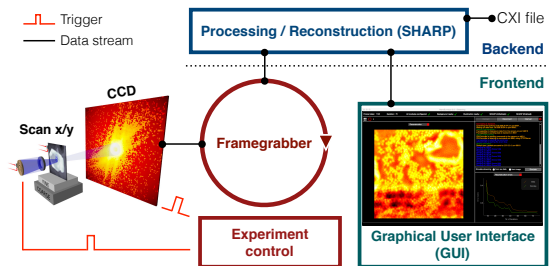 Trigger
Data stream
Processing / Reconstruction (SHARP)
CXI file
Backend
Frontend
CCD
Scan x/y
Framegrabber
Experiment
control
Graphical User Interface
(GUI)